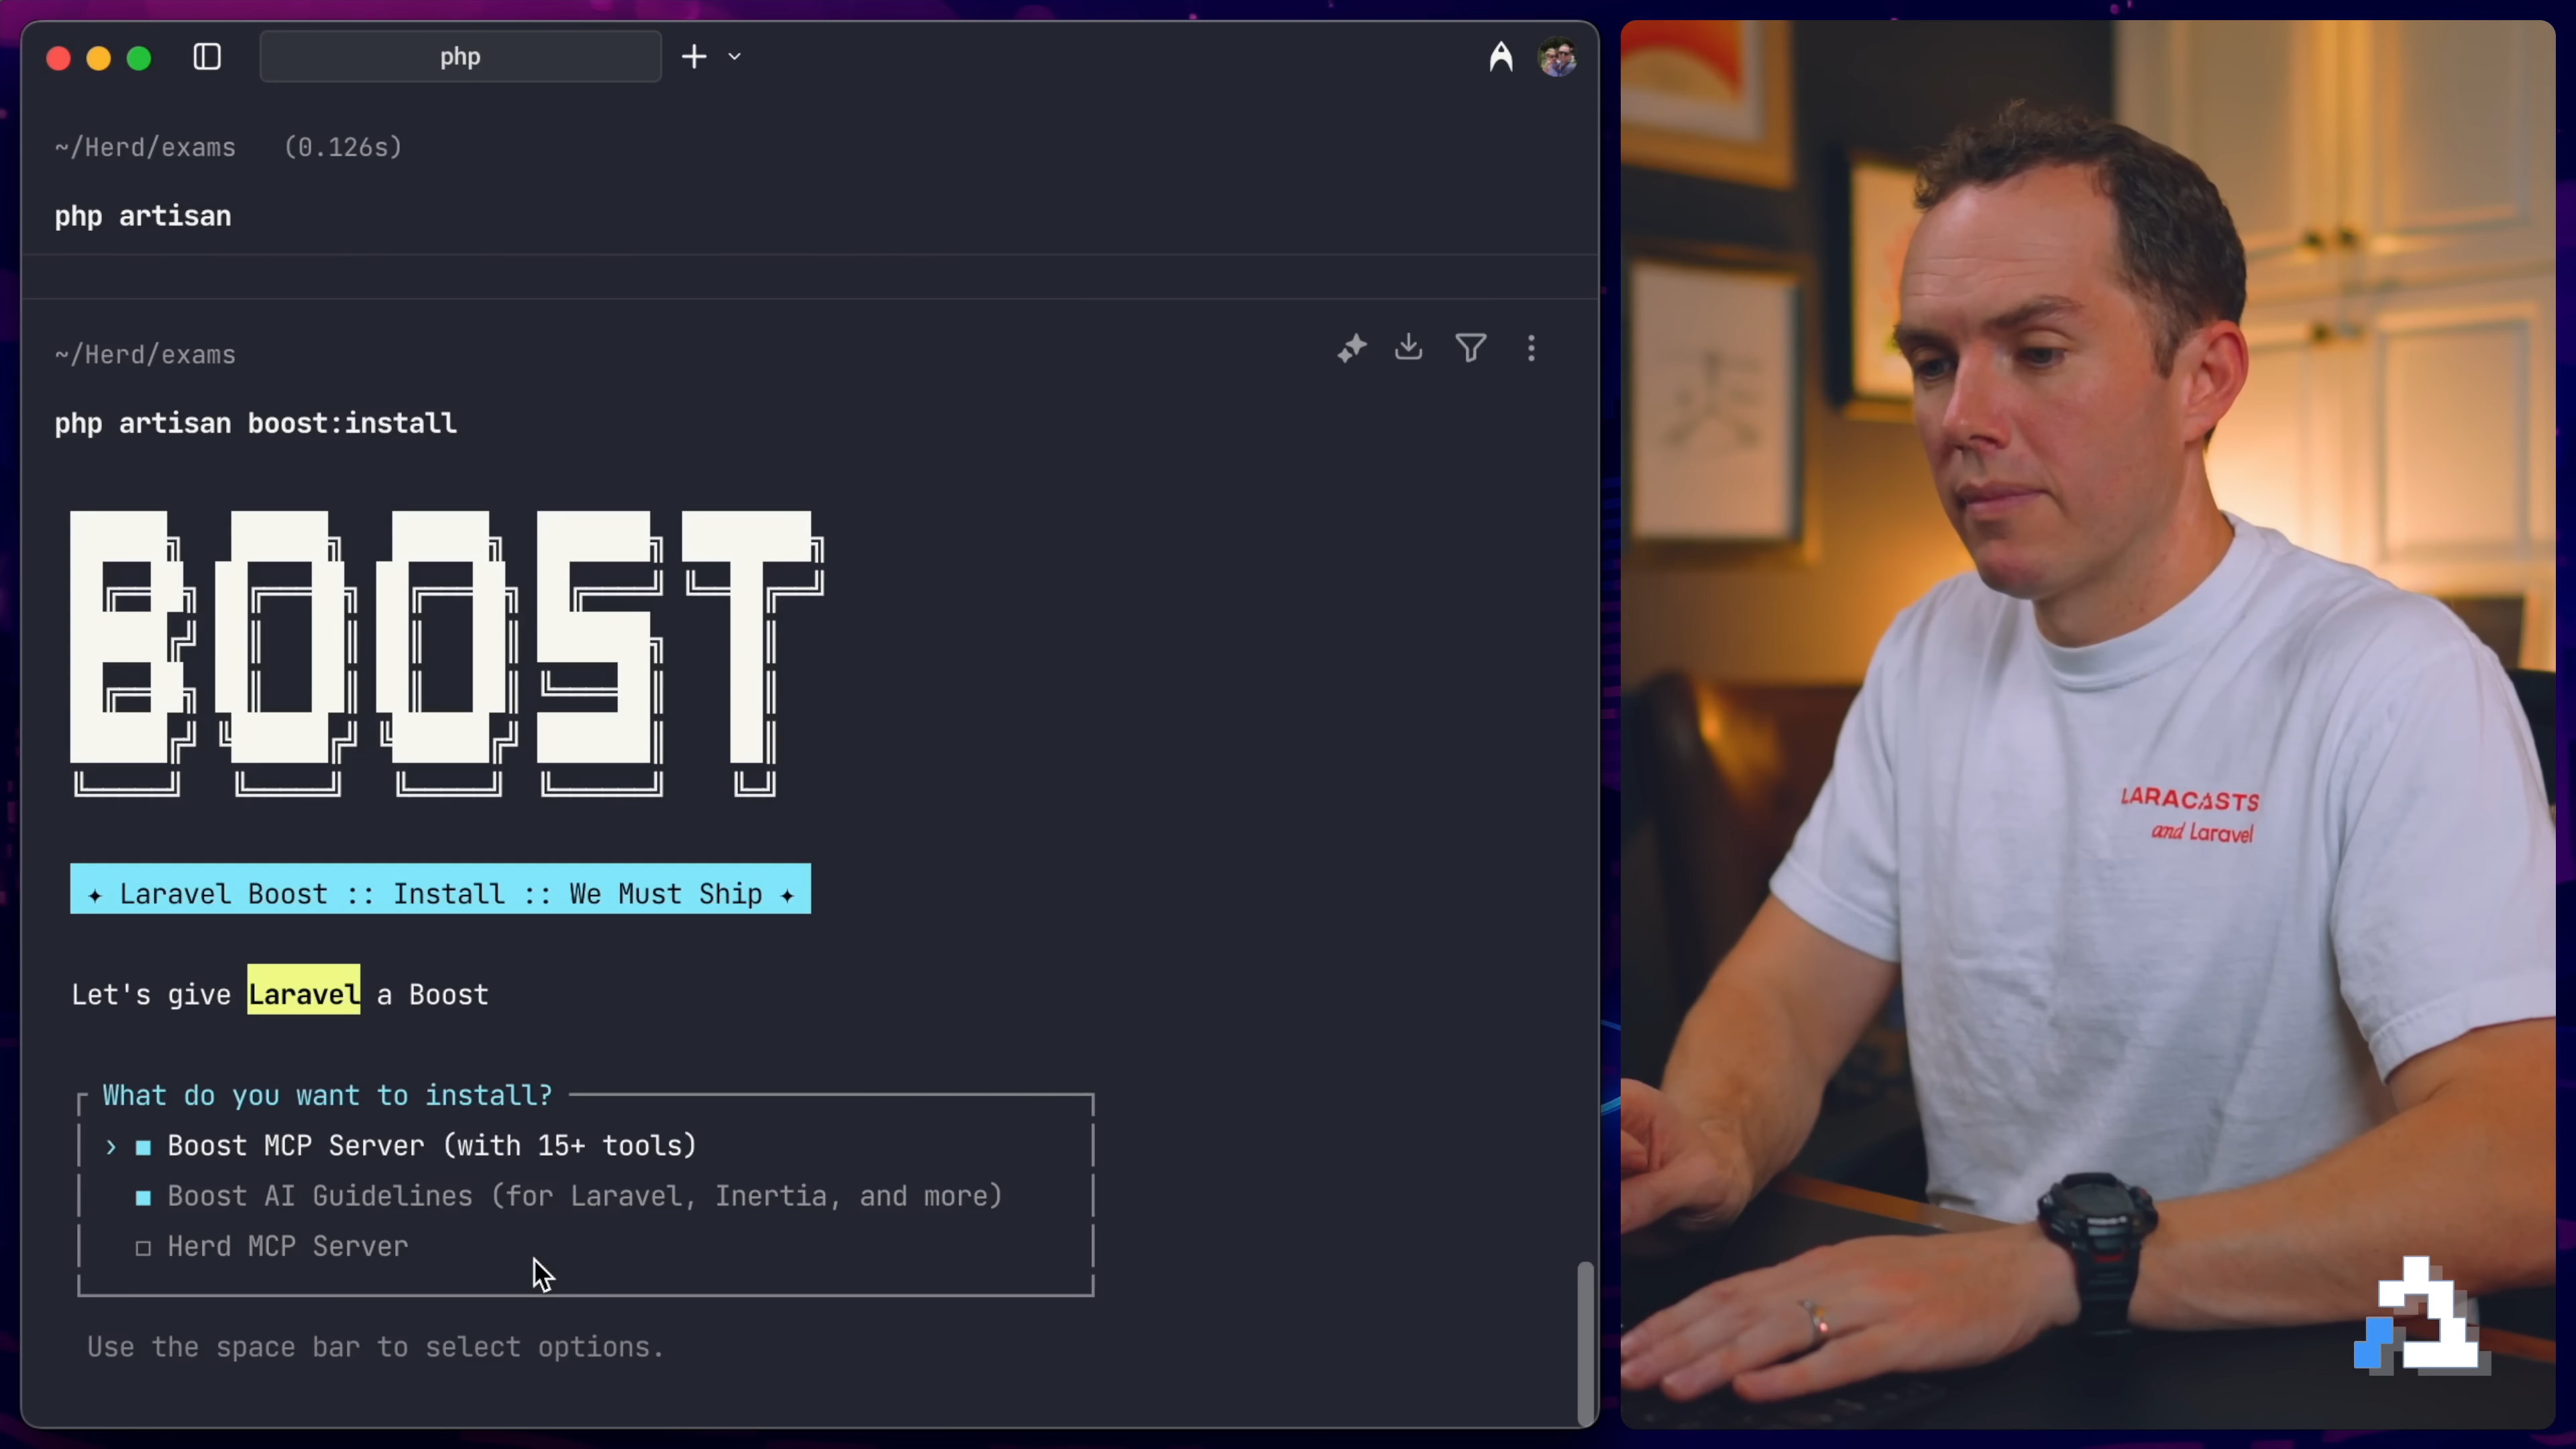 php
~/Herd/exams (0.126s)
php artisan
~/Herd/exams
php artisan boost:install
BOOST
✦ Laravel Boost :: Install :: We Must Ship ✦
Let's give Laravel a Boost
What do you want to install?
› ■ Boost MCP Server (with 15+ tools)
■ Boost AI Guidelines (for Laravel, Inertia, and more)
□ Herd MCP Server
Use the space bar to select options.
LARACASTS
and Laravel